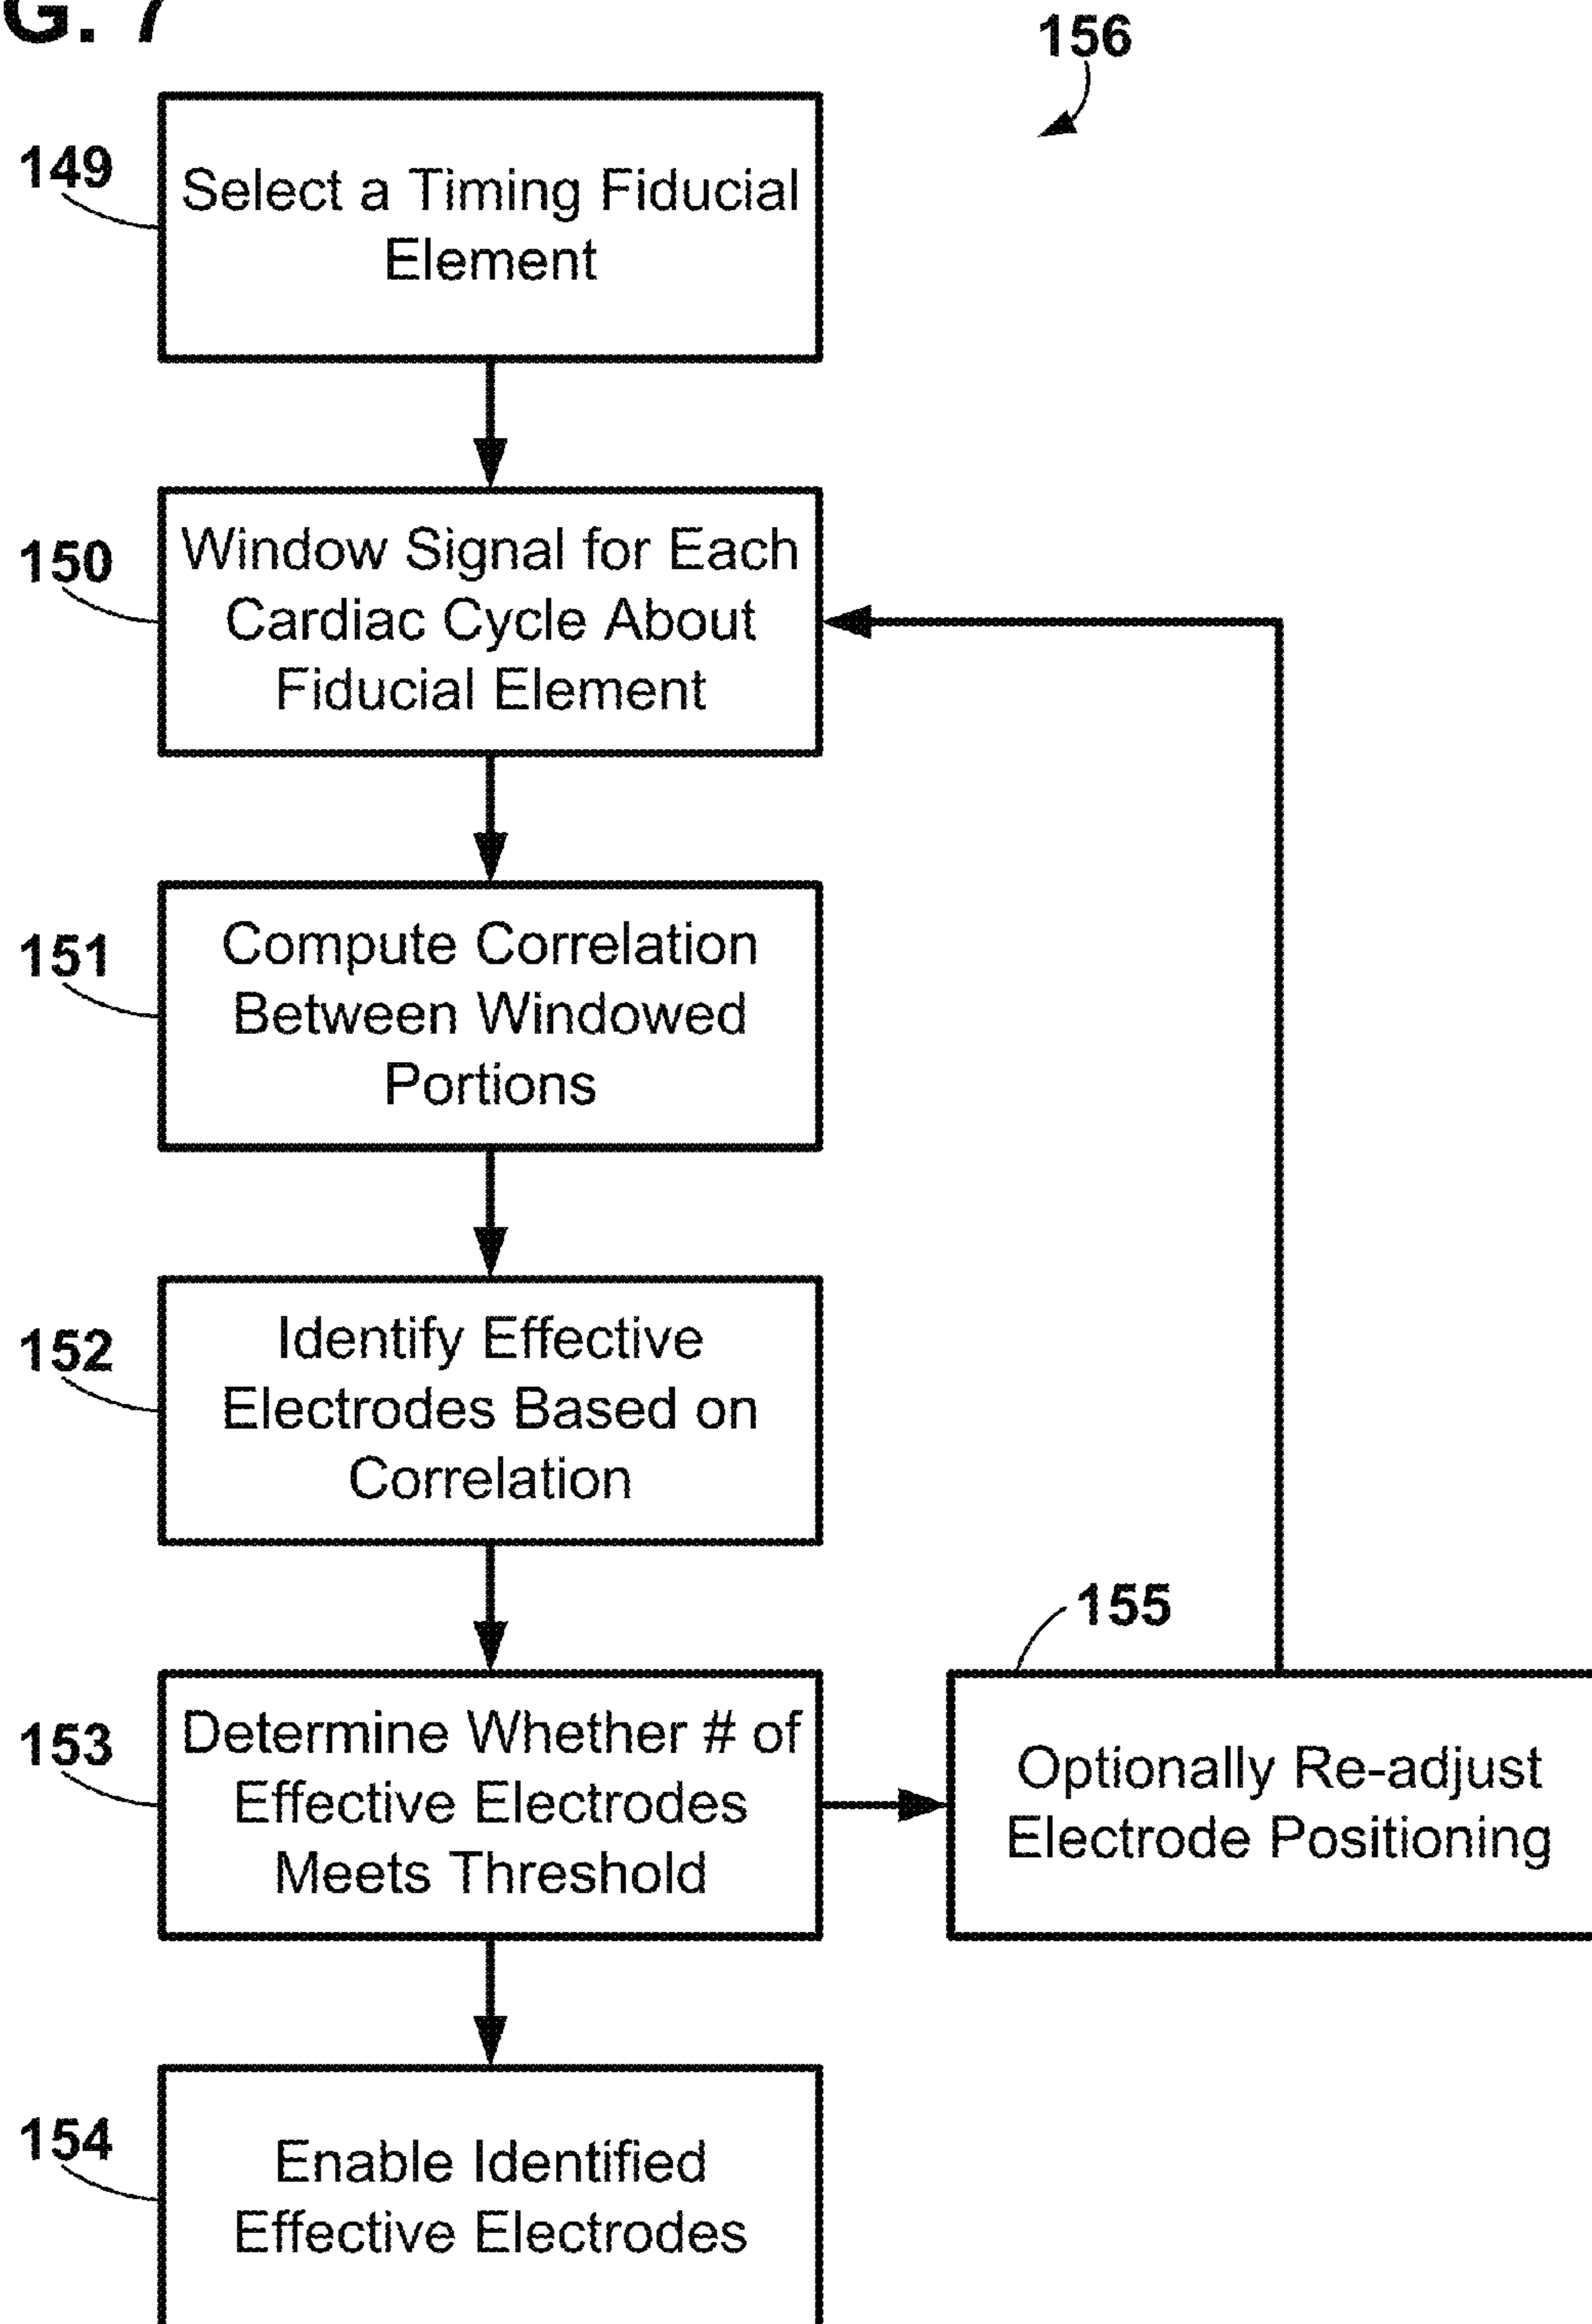 G. 7
156
149
Select a Timing Fiducial
Element
150
Window Signal for Each
Cardiac Cycle About
Fiducial Element
151
Compute Correlation
Between Windowed
Portions
152
Identify Effective
Electrodes Based on
Correlation
153
Determine Whether # of
Effective Electrodes
Meets Threshold
155
Optionally Re-adjust
Electrode Positioning
154
Enable Identified
Effective Electrodes